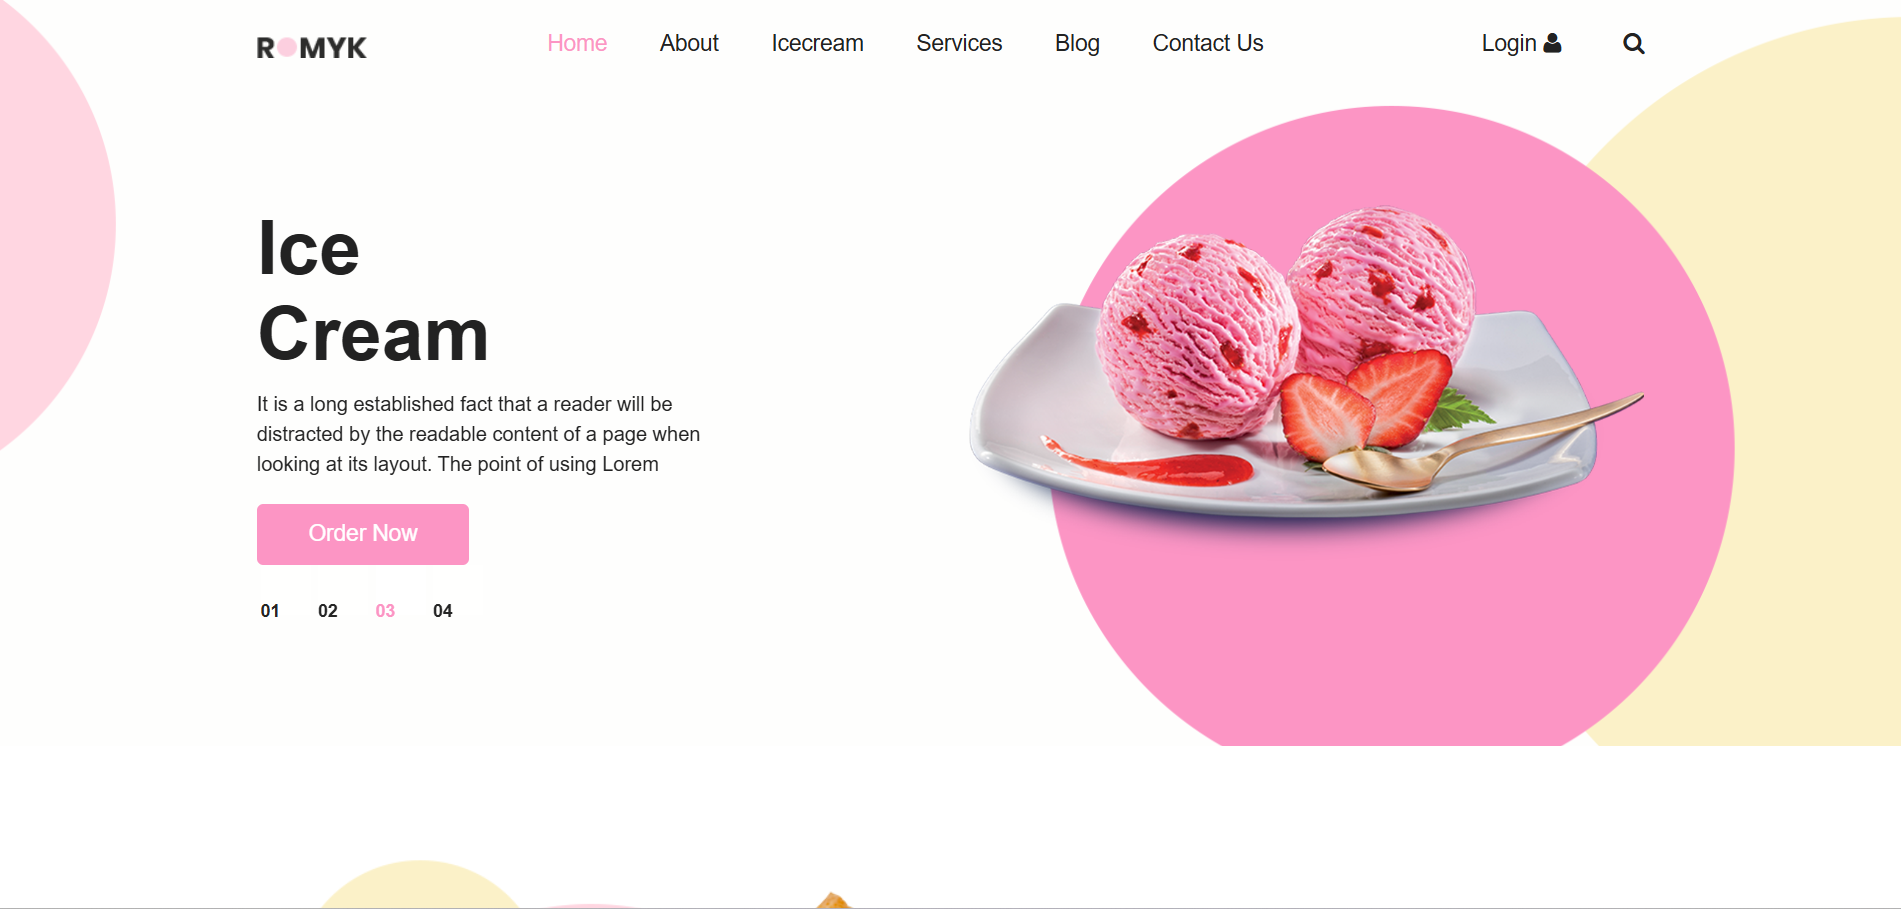 ROMYK
Home About Icecream Services Blog Contact Us Login
Ice
Cream
It is a long established fact that a reader will be
distracted by the readable content of a page when
looking at its layout. The point of using Lorem
Order Now
01 02 03 04